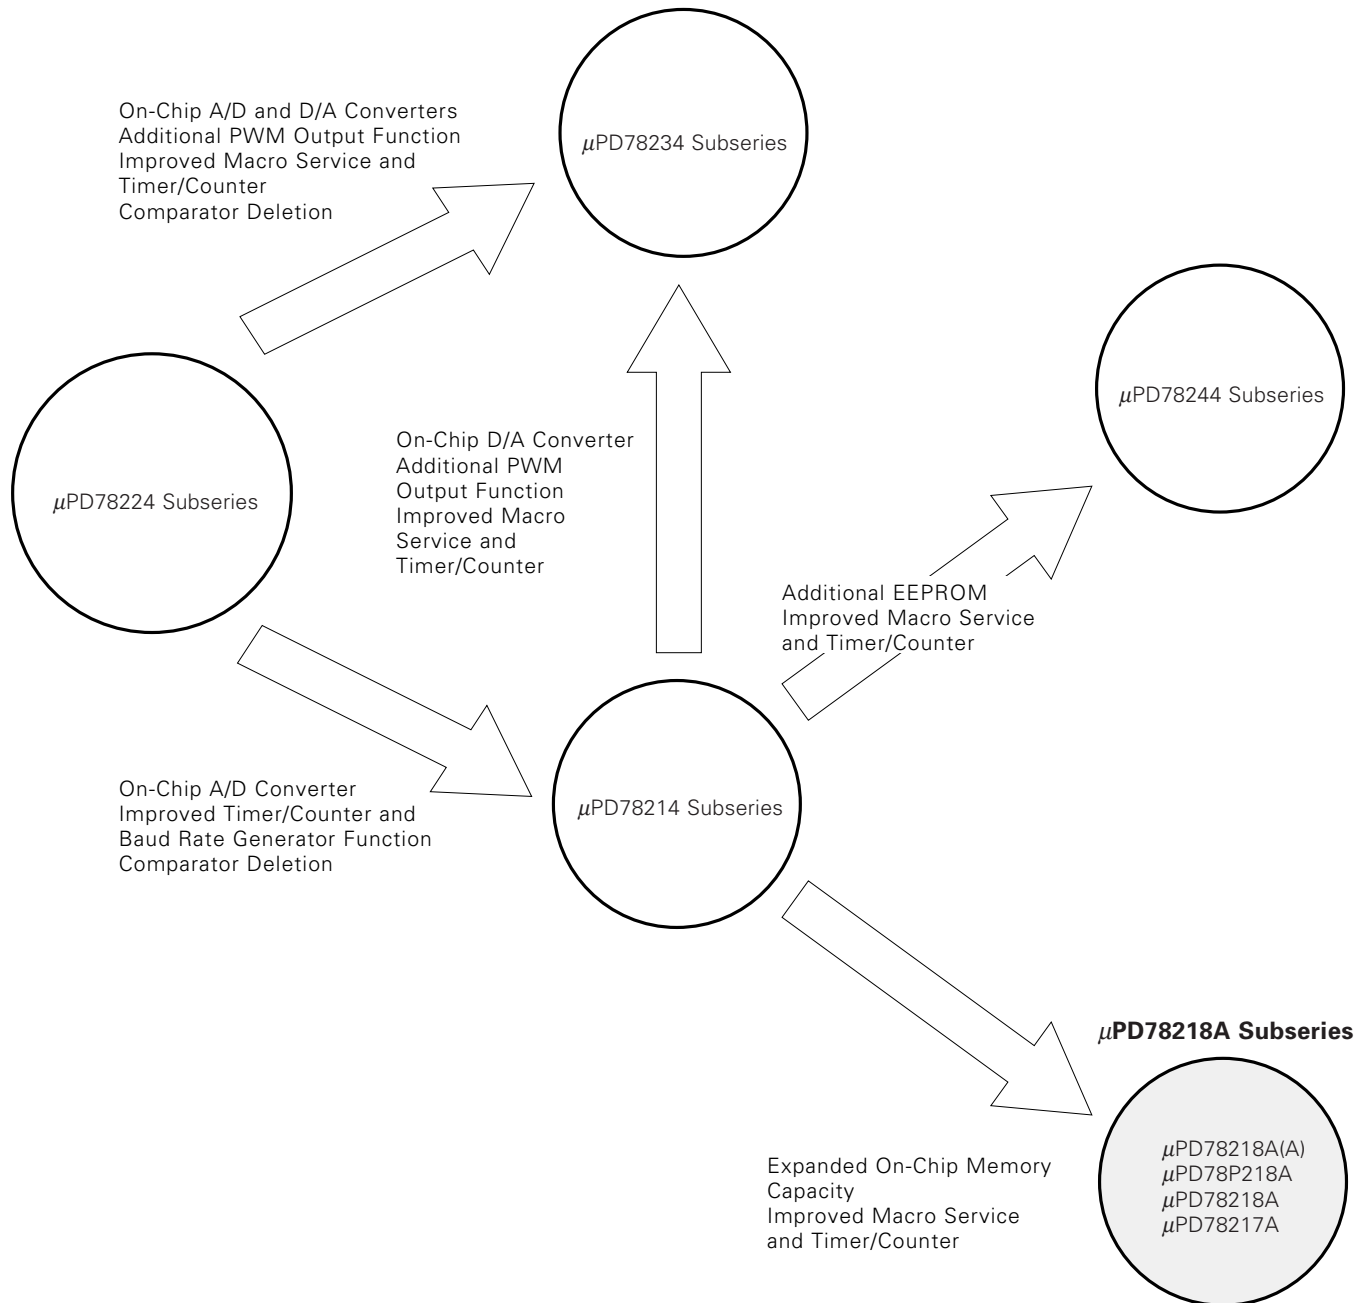 On-Chip A/D and D/A Converters
Additional PWM Output Function
Improved Macro Service and
Timer/Counter
Comparator Deletion
µPD78234 Subseries
µPD78244 Subseries
µPD78224 Subseries
On-Chip D/A Converter
Additional PWM
Output Function
Improved Macro
Service and
Timer/Counter
Additional EEPROM
Improved Macro Service
and Timer/Counter
On-Chip A/D Converter
Improved Timer/Counter and
Baud Rate Generator Function
Comparator Deletion
µPD78214 Subseries
µPD78218A Subseries
µPD78218A(A)
µPD78P218A
µPD78218A
µPD78217A
Expanded On-Chip Memory
Capacity
Improved Macro Service
and Timer/Counter